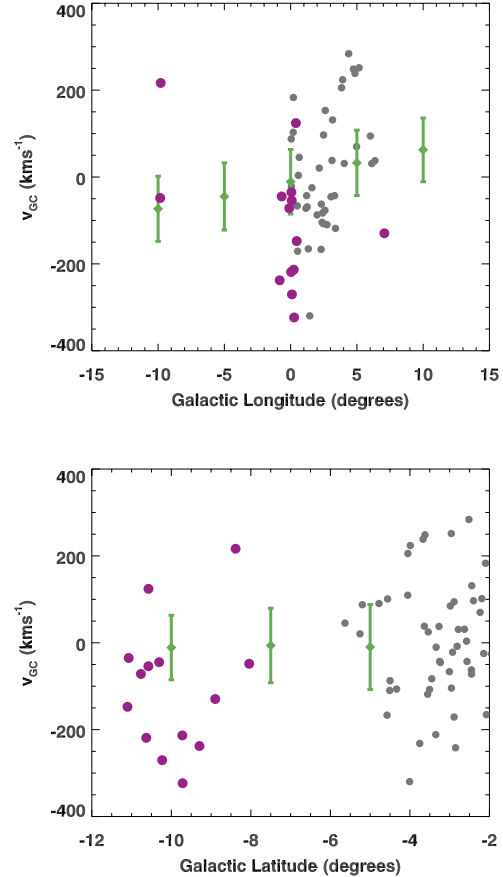 400
200
0
-200
-400
v_GC (kms⁻¹)
-15 -10 -5 0 5 10 15
Galactic Longitude (degrees)
400
200
0
-200
-400
v_GC (kms⁻¹)
-12 -10 -8 -6 -4 -2
Galactic Latitude (degrees)